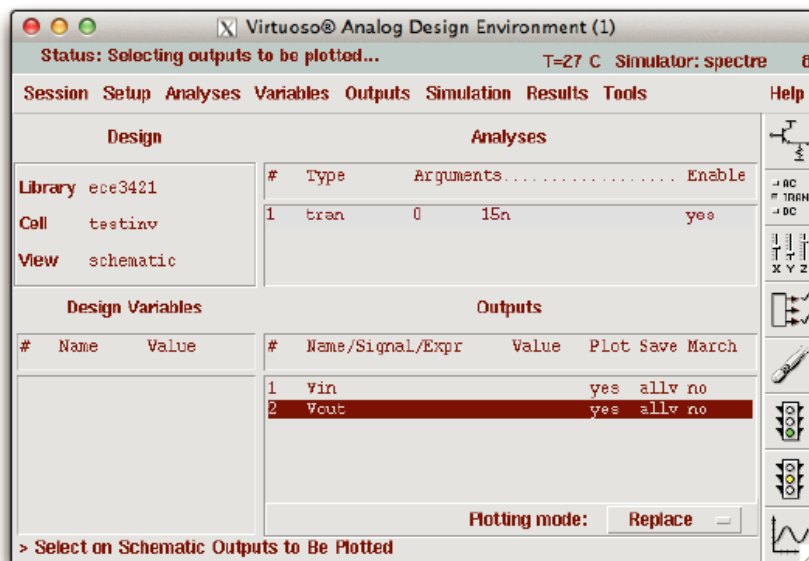 Virtuoso® Analog Design Environment (1)
Status: Selecting outputs to be plotted...
T=27 C Simulator: spectre
Session Setup Analyses Variables Outputs Simulation Results Tools Help
Design
Analyses
Library ece3421
Cell testinv
View schematic
# Type Arguments................... Enable
1 tran 0 15n yes
AC
TRAN
DC
X Y Z
Design Variables
Outputs
# Name Value
# Name/Signal/Expr Value Plot Save March
1 Vin yes allv no
2 Vout yes allv no
Plotting mode: Replace
> Select on Schematic Outputs to Be Plotted